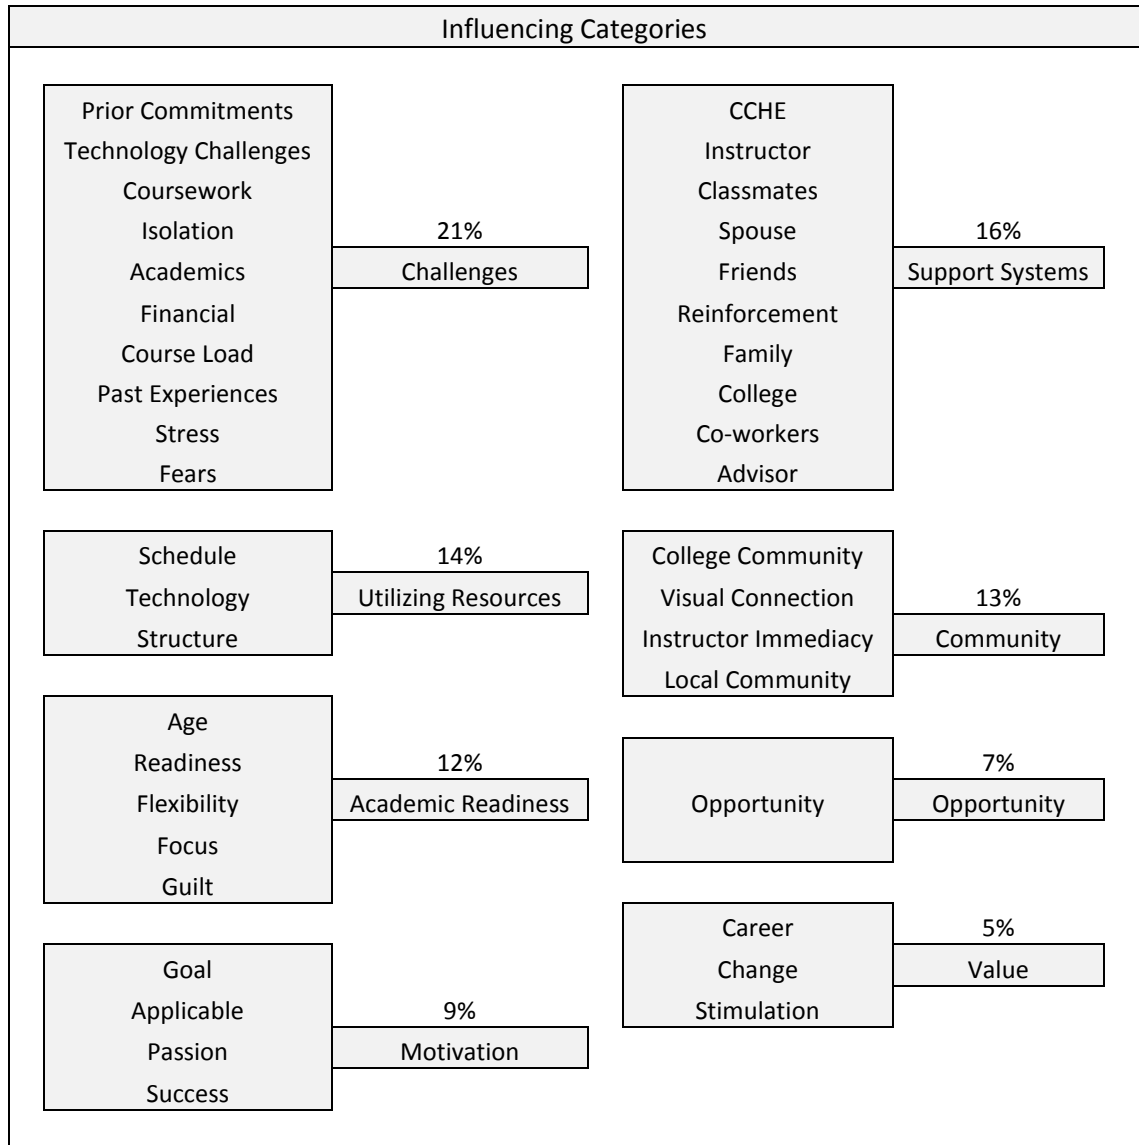 Influencing Categories
Prior Commitments
Technology Challenges
Coursework
Isolation
Academics
Financial
Course Load
Past Experiences
Stress
Fears
21%
Challenges
CCHE
Instructor
Classmates
Spouse
Friends
Reinforcement
Family
College
Co-workers
Advisor
16%
Support Systems
Schedule
Technology
Structure
14%
Utilizing Resources
College Community
Visual Connection
Instructor Immediacy
Local Community
13%
Community
Age
Readiness
Flexibility
Focus
Guilt
12%
Academic Readiness
Opportunity
7%
Opportunity
Goal
Applicable
Passion
Success
9%
Motivation
Career
Change
Stimulation
5%
Value